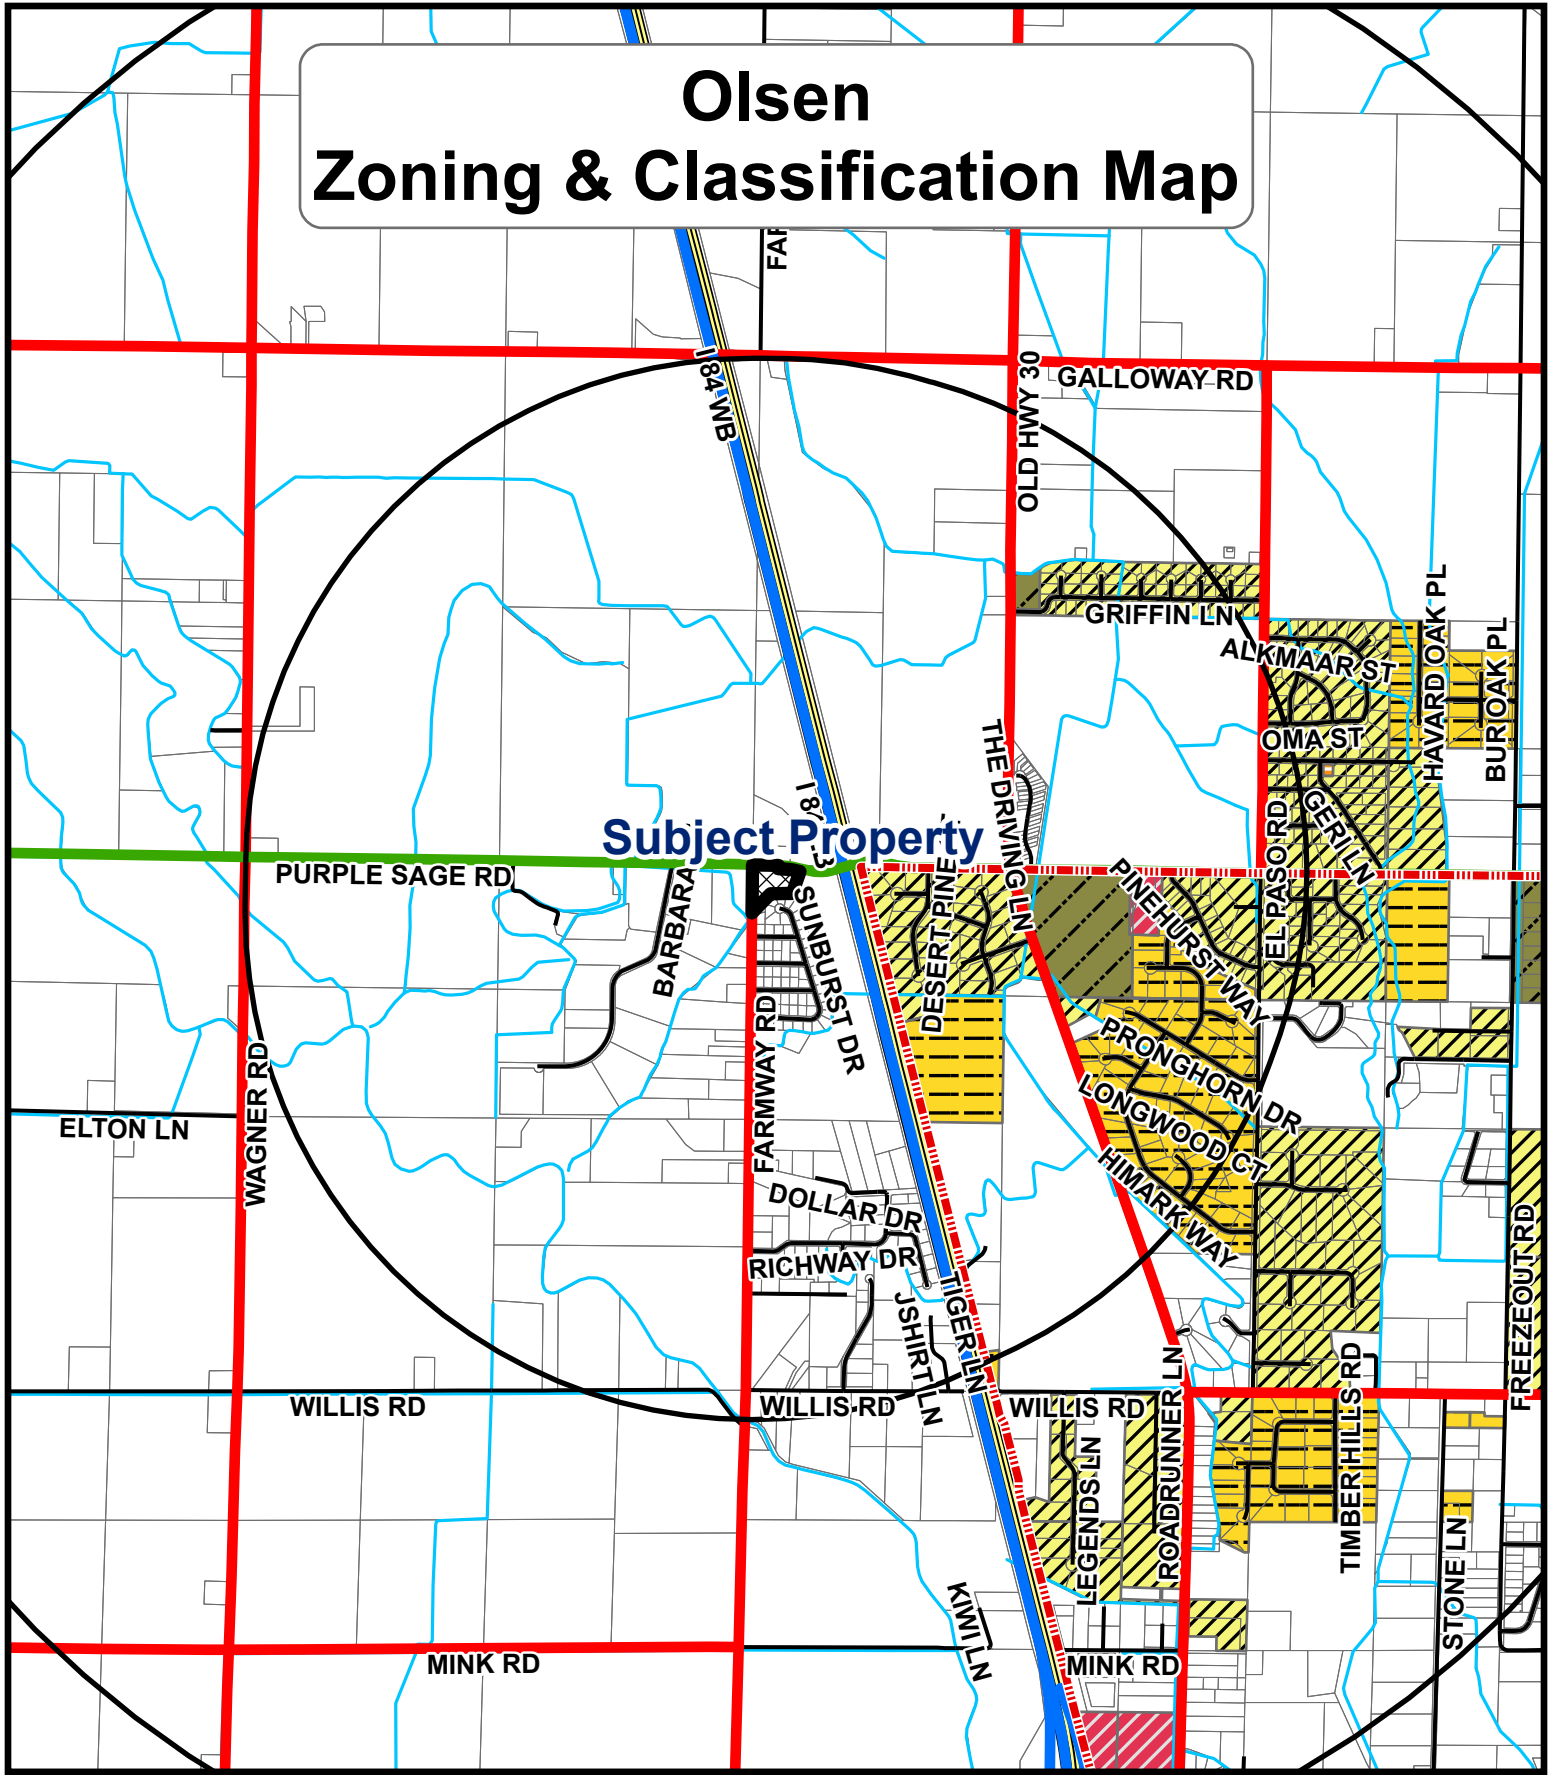 Olsen
Zoning & Classification Map
I 84 WB
OLD HWY 30
GALLOWAY RD
GRIFFIN LN
ALKMAAR ST
HAVARD OAK PL
BUR OAK PL
OMA ST
THE DRIVING LN
GERI LN
EL PASO RD
Subject Property
PURPLE SAGE RD
BARBARA
SUNBURST DR
DESERT PINE
PINEHURST WAY
FARMWAY RD
PRONGHORN DR
LONGWOOD CT
HIMARK WAY
ELTON LN
WAGNER RD
DOLLAR DR
RICHWAY DR
JSHIRT LN
TIGER LN
FREEZEOUT RD
WILLIS RD
WILLIS RD
WILLIS RD
LEGENDS LN
ROADRUNNER LN
TIMBER HILLS RD
STONE LN
KIWI LN
MINK RD
MINK RD